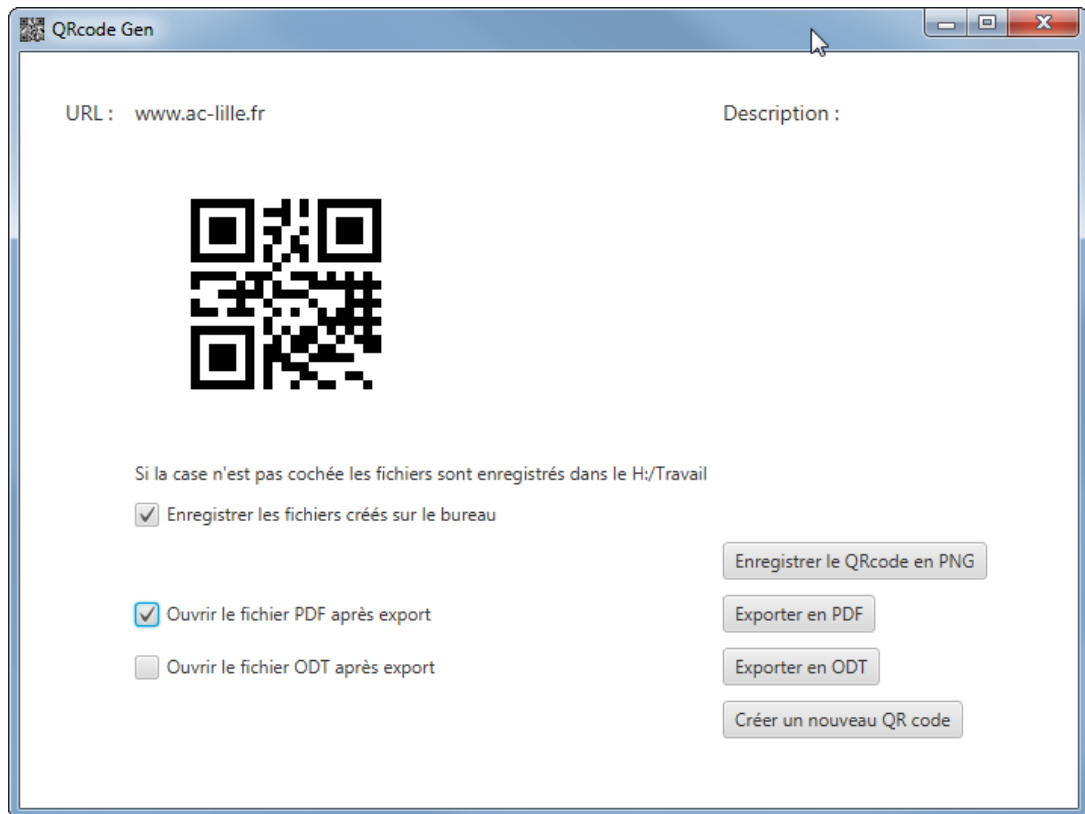 QRcode Gen
URL : www.ac-lille.fr Description :
Si la case n'est pas cochée les fichiers sont enregistrés dans le H:/Travail
Enregistrer les fichiers créés sur le bureau
Enregistrer le QRcode en PNG
Ouvrir le fichier PDF après export Exporter en PDF
Ouvrir le fichier ODT après export Exporter en ODT
Créer un nouveau QR code